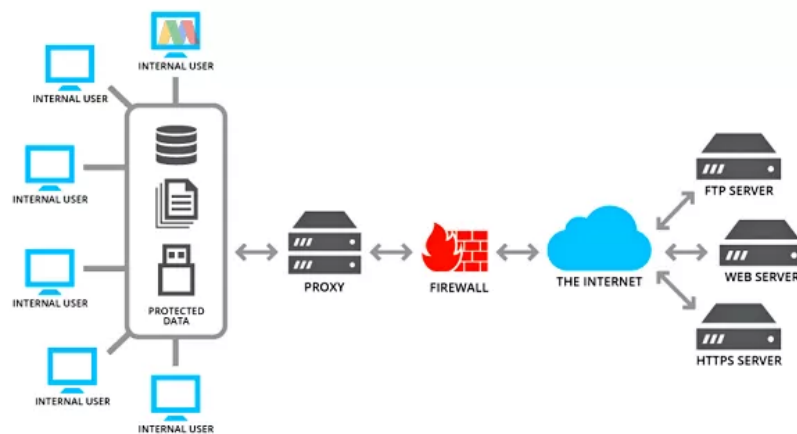 INTERNAL USER
INTERNAL USER
INTERNAL USER
INTERNAL USER
INTERNAL USER
INTERNAL USER
PROTECTED
DATA
PROXY
FIREWALL
THE INTERNET
FTP SERVER
WEB SERVER
HTTPS SERVER